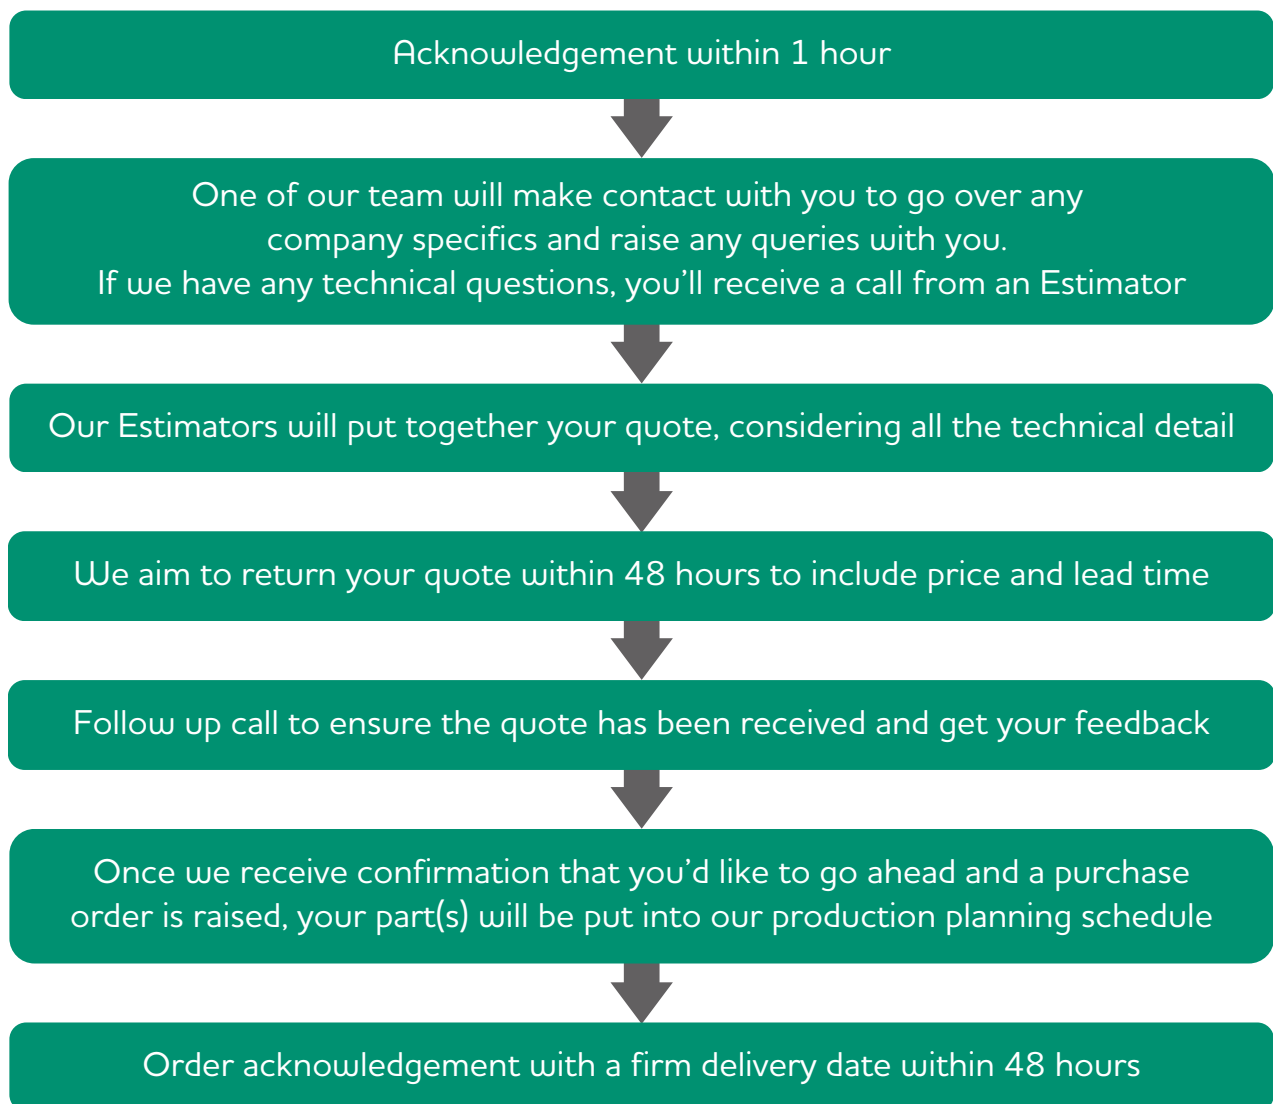 Acknowledgement within 1 hour
One of our team will make contact with you to go over any
company specifics and raise any queries with you.
If we have any technical questions, you’ll receive a call from an Estimator
Our Estimators will put together your quote, considering all the technical detail
We aim to return your quote within 48 hours to include price and lead time
Follow up call to ensure the quote has been received and get your feedback
Once we receive confirmation that you’d like to go ahead and a purchase
order is raised, your part(s) will be put into our production planning schedule
Order acknowledgement with a firm delivery date within 48 hours